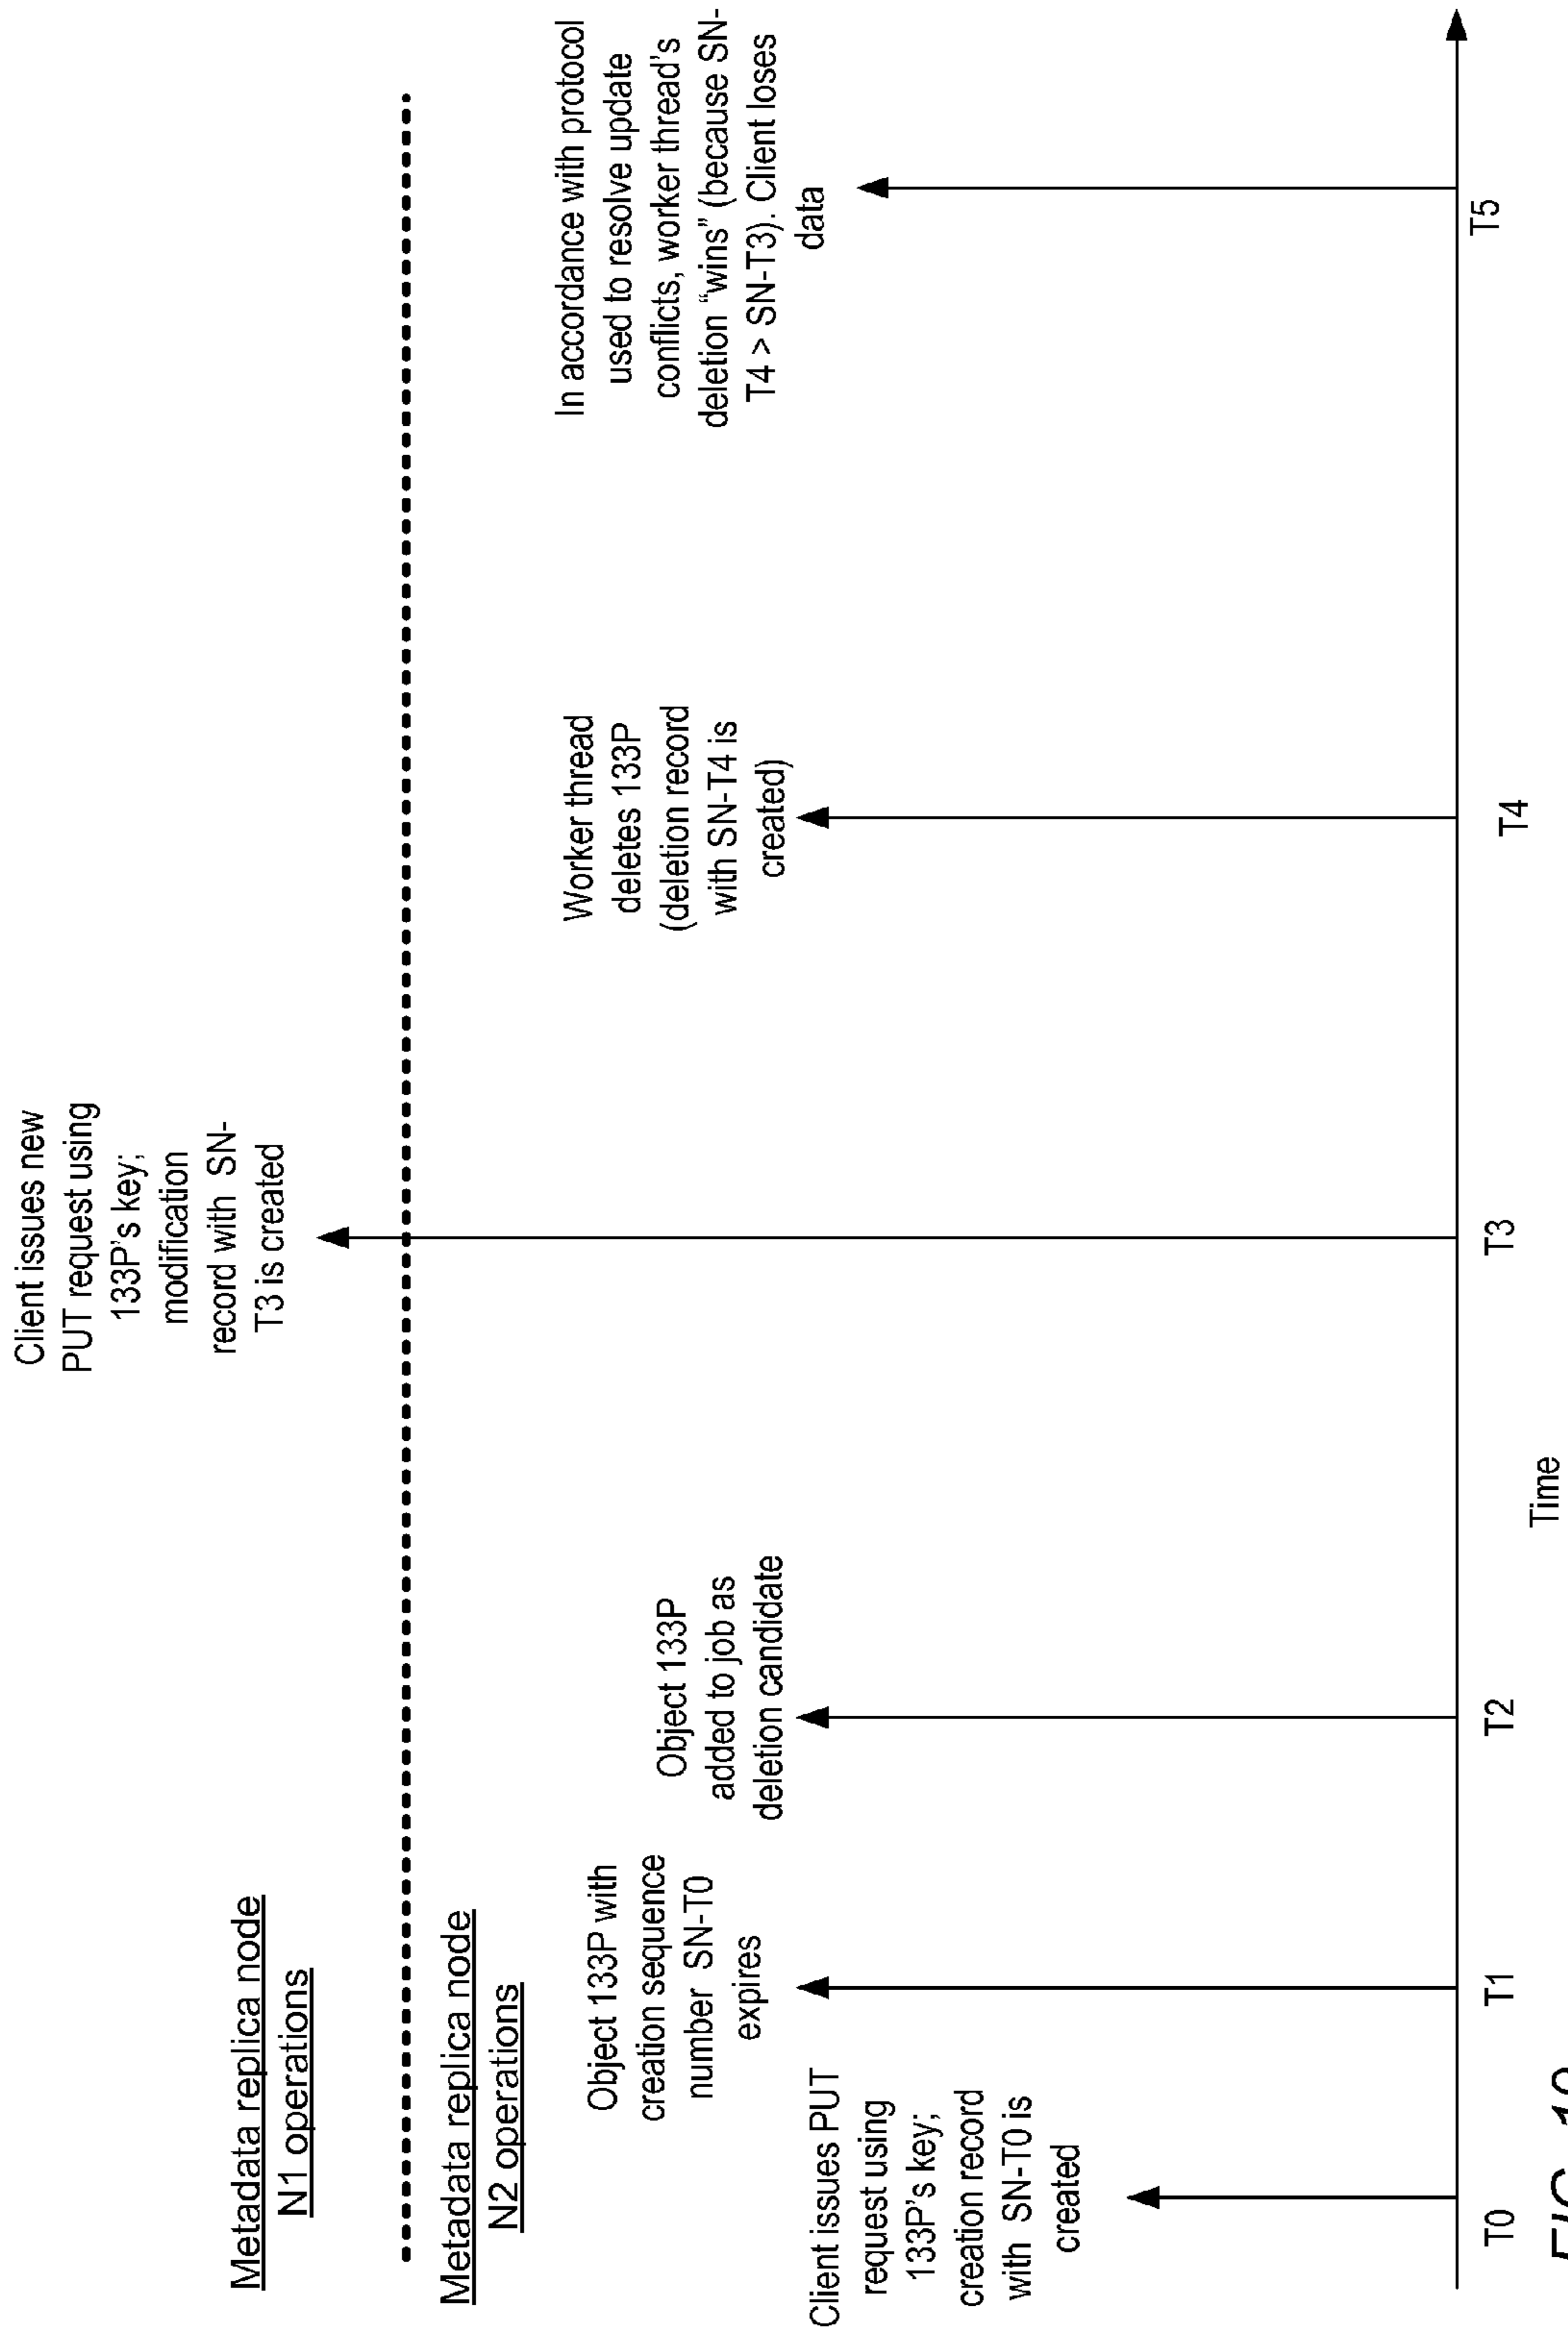 Client issues new
PUT request using
133P's key;
modification
record with SN-
T3 is created
Metadata replica node
N1 operations
Metadata replica node
N2 operations
Client issues PUT
request using
133P's key;
creation record
with SN-T0 is
created
Object 133P with
creation sequence
number SN-T0
expires
Object 133P
added to job as
deletion candidate
Worker thread
deletes 133P
(deletion record
with SN-T4 is
created)
In accordance with protocol
used to resolve update
conflicts, worker thread's
deletion "wins" (because SN-
T4 > SN-T3). Client loses
data
T0
T1
T2
T3
T4
T5
Time
FIG.